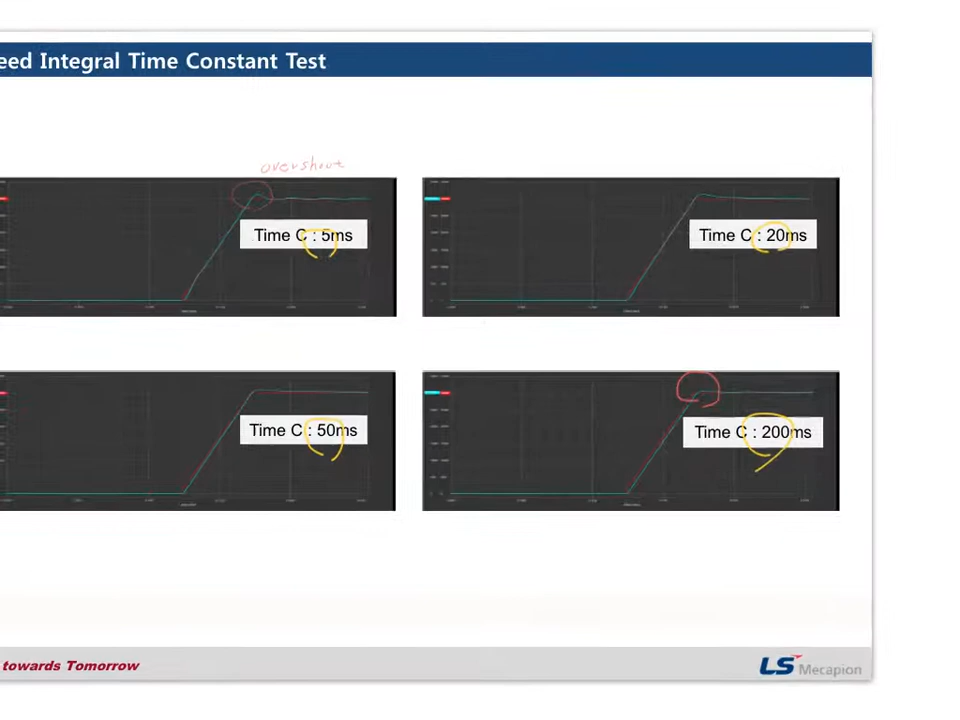 eed Integral Time Constant Test
overshoot
Time C : 5ms
Time C : 20ms
Time C : 50ms
Time C : 200ms
towards Tomorrow
LS Mecapion